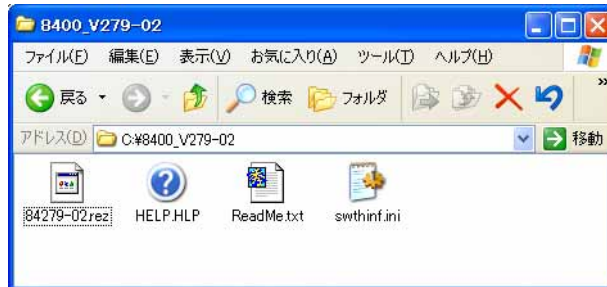 8400_V279-02
ファイル(F) 編集(E) 表示(V) お気に入り(A) ツール(T) ヘルプ(H)
戻る 検索 フォルダ »
アドレス(D) C:¥8400_V279-02 移動
84279-02.rez HELP.HLP ReadMe.txt swthinf.ini